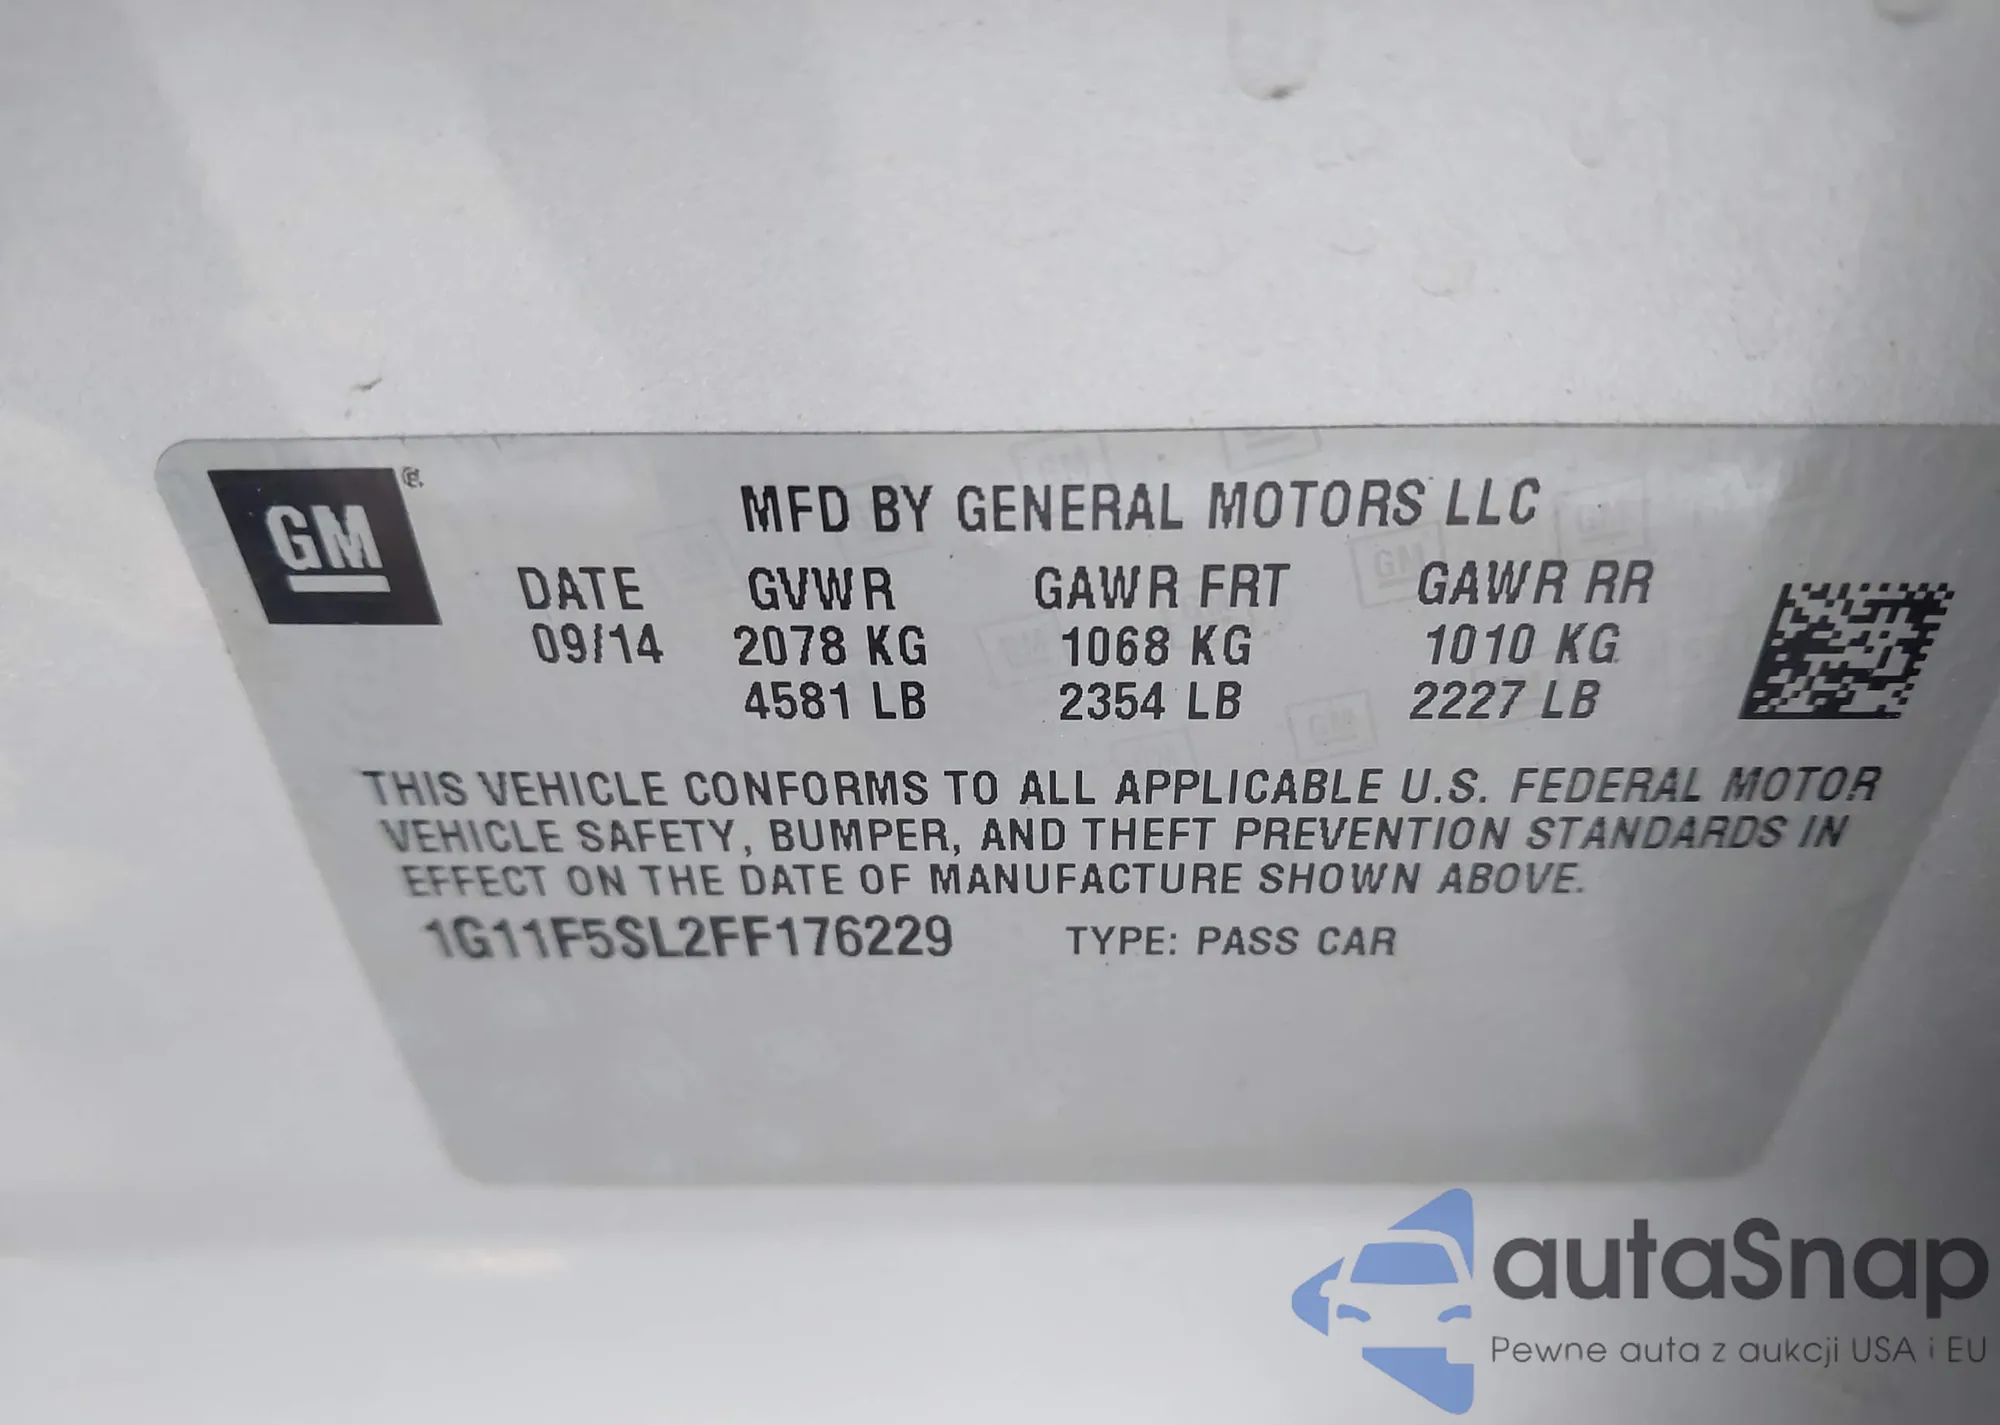 GM
MFD BY GENERAL MOTORS LLC
DATE GVWR GAWR FRT GAWR RR
09/14 2078 KG 1068 KG 1010 KG
4581 LB 2354 LB 2227 LB
THIS VEHICLE CONFORMS TO ALL APPLICABLE U.S. FEDERAL MOTOR
VEHICLE SAFETY, BUMPER, AND THEFT PREVENTION STANDARDS IN
EFFECT ON THE DATE OF MANUFACTURE SHOWN ABOVE.
1G11F5SL2FF176229 TYPE: PASS CAR
autaSnap
Pewne auta z aukcji USA i EU